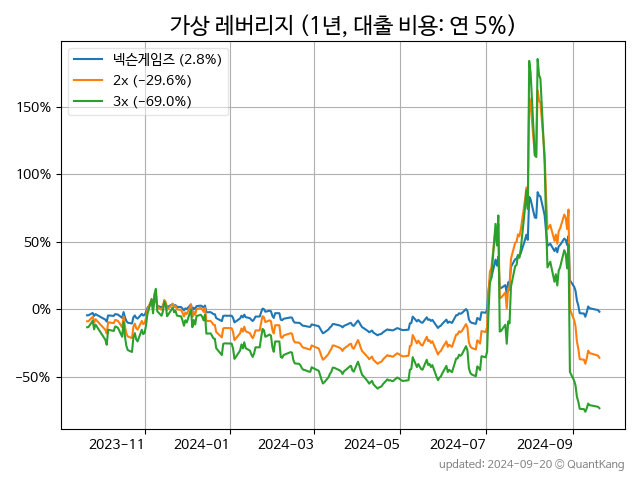 가상 레버리지 (1년, 대출 비용: 연 5%)
넥슨게임즈 (2.8%)
2x (−29.6%)
3x (−69.0%)
150%
100%
50%
0%
−50%
2023-11 2024-01 2024-03 2024-05 2024-07 2024-09
updated: 2024-09-20 © QuantKang